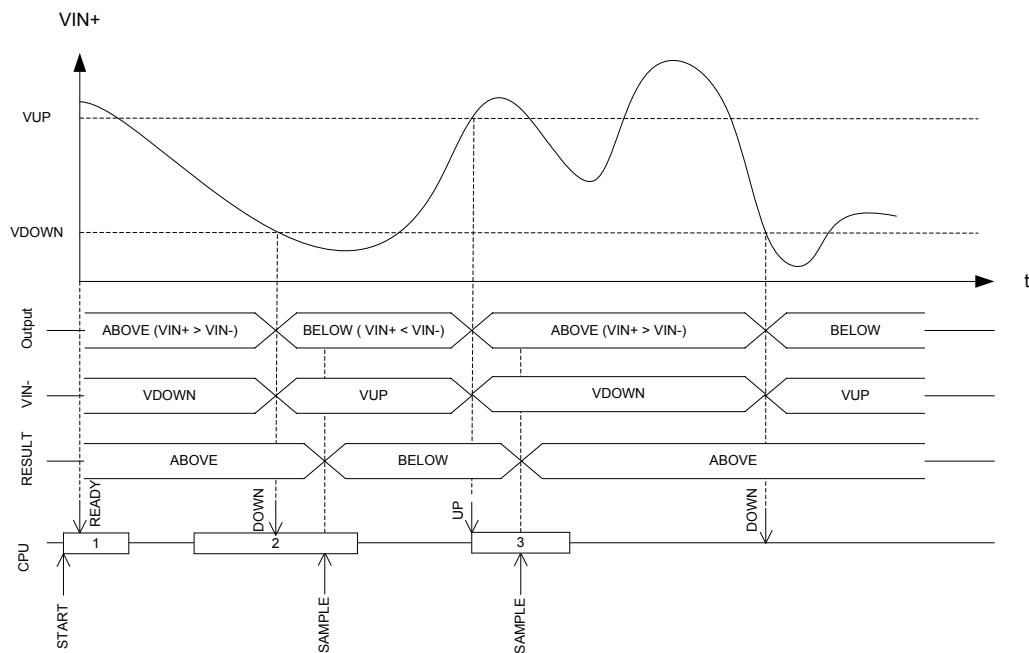 VIN+
VUP
VDOWN
t
Output
ABOVE (VIN+ > VIN-)
BELOW ( VIN+ < VIN-)
ABOVE (VIN+ > VIN-)
BELOW
VIN-
VDOWN
VUP
VDOWN
VUP
RESULT
ABOVE
BELOW
ABOVE
READY
DOWN
UP
DOWN
CPU
1
2
3
START
SAMPLE
SAMPLE